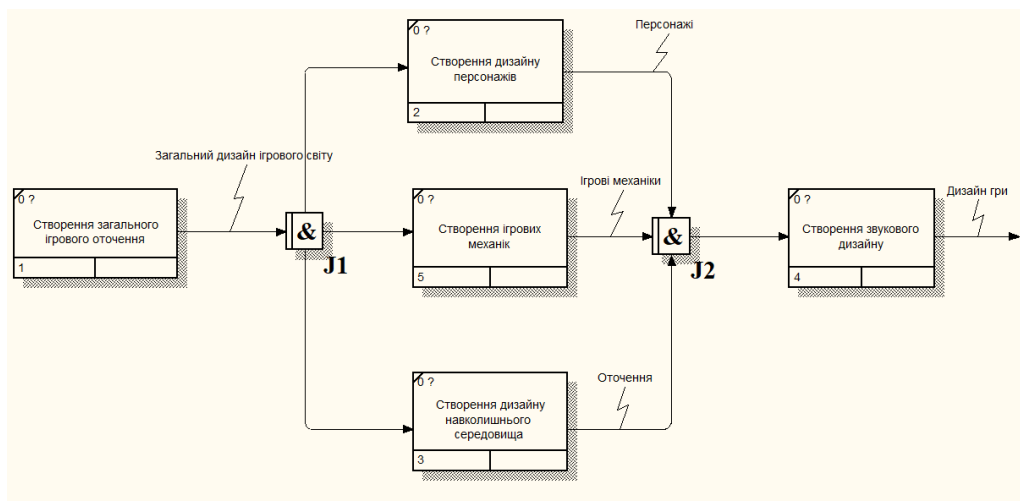 Персонажі
0 ?
Створення дизайну
персонажів
2
Загальний дизайн ігрового світу
0 ?
Створення загального
ігрового оточення
1
&
J1
0 ?
Створення ігрових
механік
5
Ігрові механіки
&
J2
0 ?
Створення звукового
дизайну
4
Дизайн гри
0 ?
Створення дизайну
навколишнього
середовища
3
Оточення